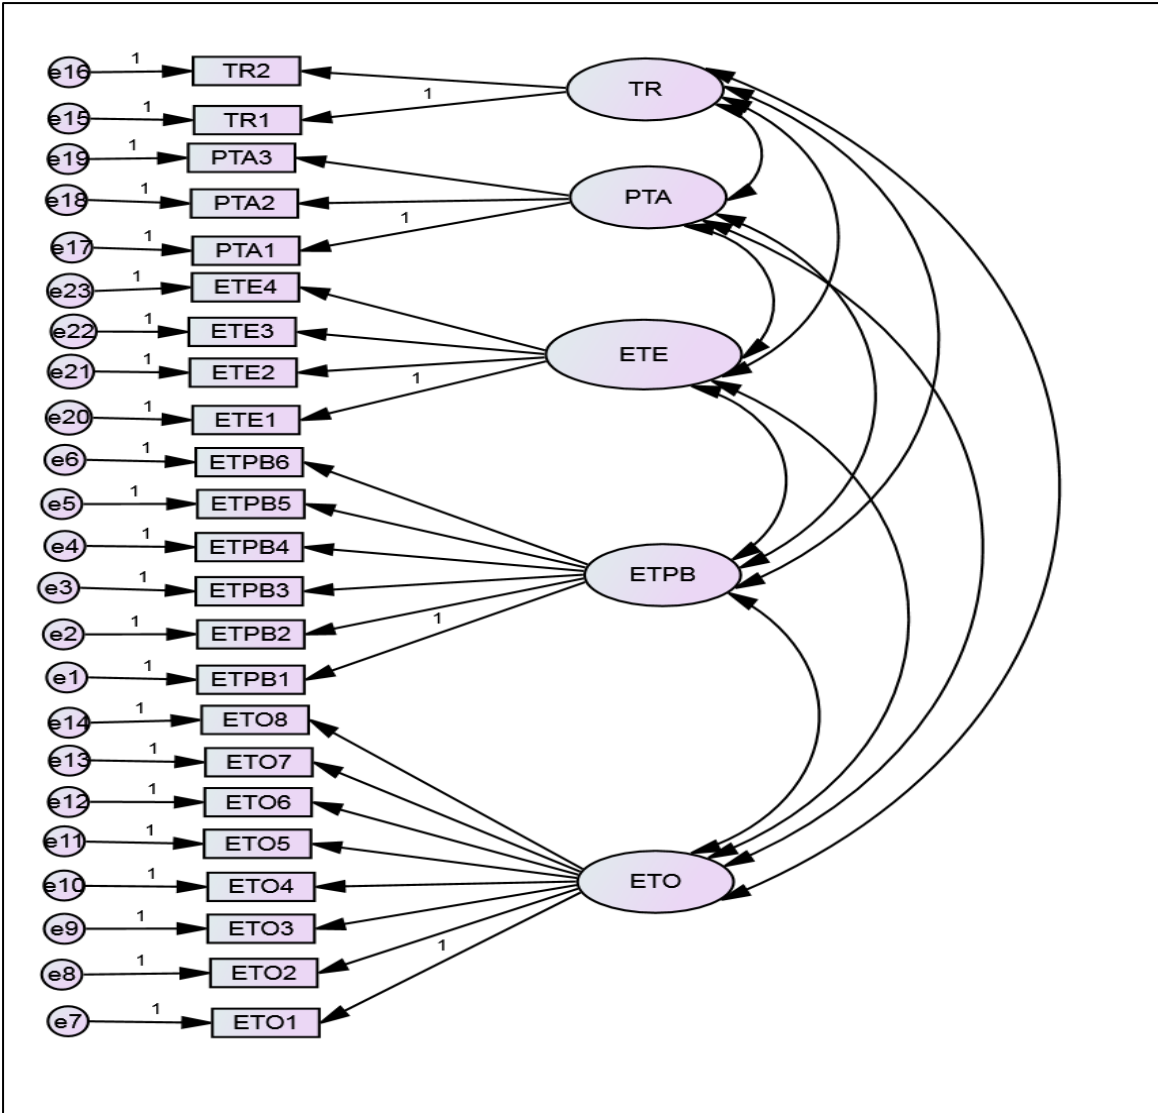 e16 1 TR2 TR
e15 1 TR1 1
e19 1 PTA3
e18 1 PTA2 PTA
e17 1 PTA1 1
e23 1 ETE4
e22 1 ETE3 ETE
e21 1 ETE2
e20 1 ETE1 1
e6 1 ETPB6
e5 1 ETPB5
e4 1 ETPB4 ETPB
e3 1 ETPB3
e2 1 ETPB2 1
e1 1 ETPB1
e14 1 ETO8
e13 1 ETO7
e12 1 ETO6
e11 1 ETO5
e10 1 ETO4 ETO
e9 1 ETO3
e8 1 ETO2 1
e7 1 ETO1